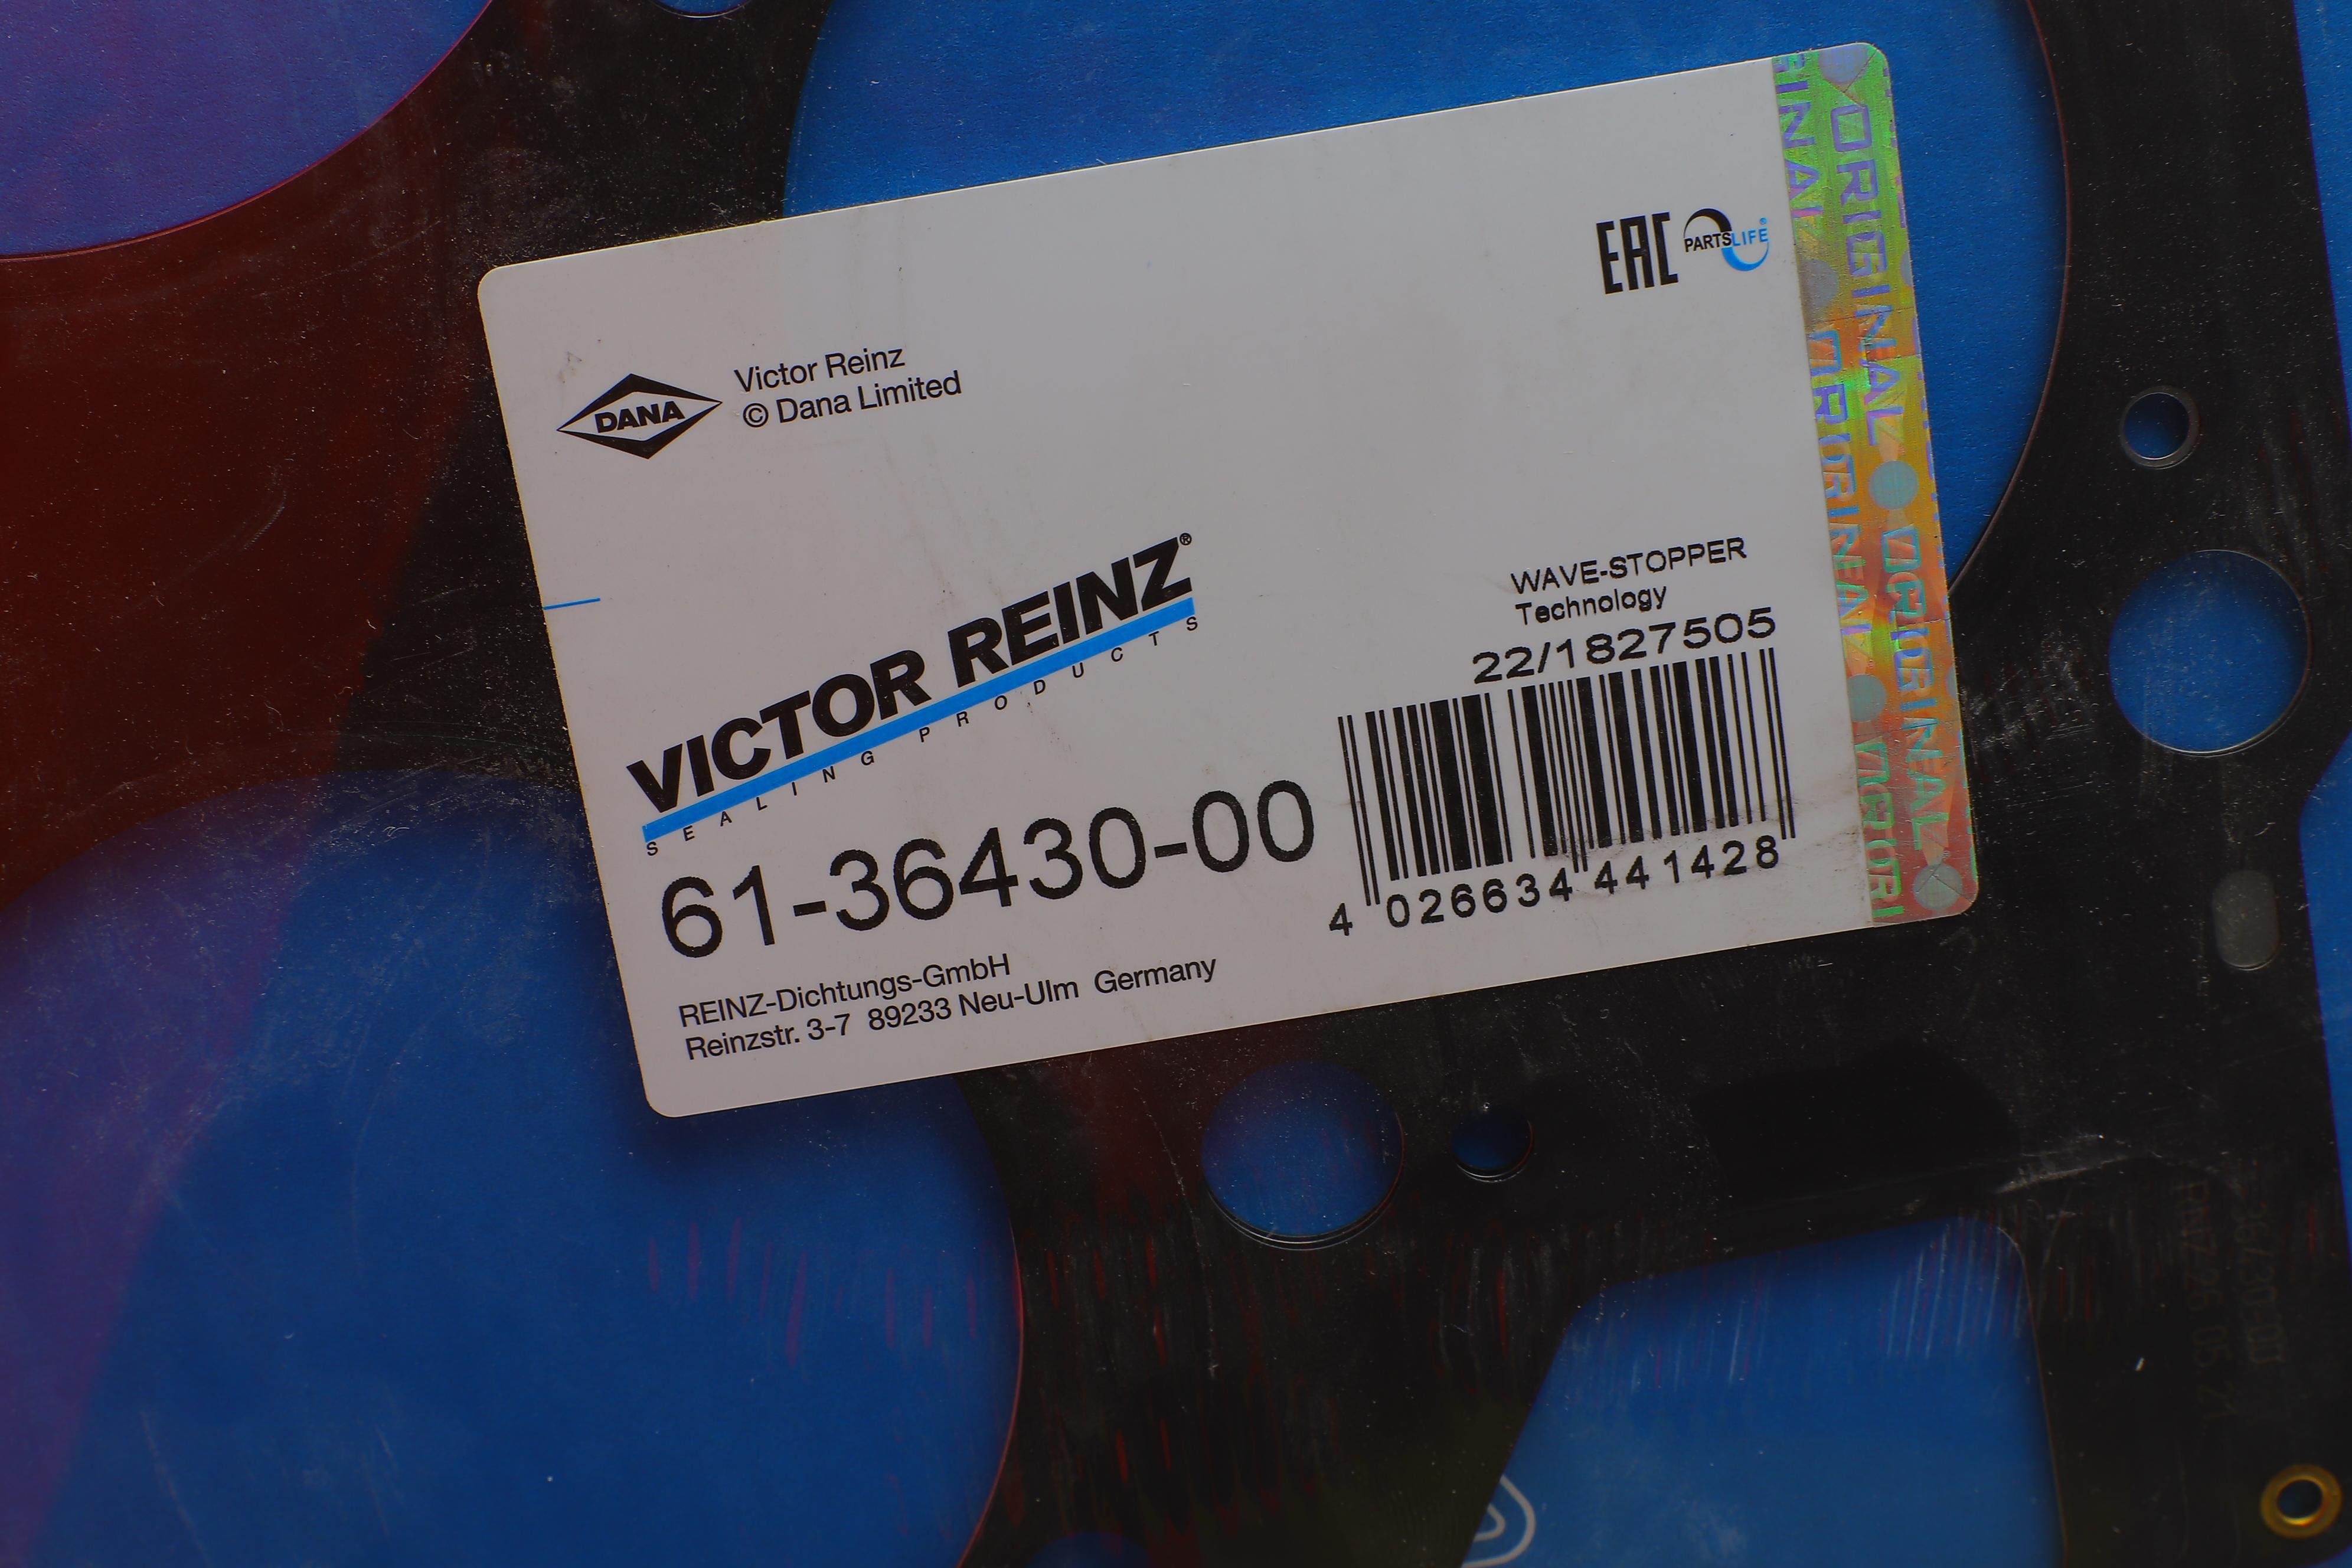 EAC PARTSLIFE®
DANA
Victor Reinz
© Dana Limited
VICTOR REINZ®
SEALING PRODUCTS
WAVE-STOPPER
Technology
22/1827505
61-36430-00
4 026634 441428
REINZ-Dichtungs-GmbH
Reinzstr. 3-7 89233 Neu-Ulm Germany
ORIGINAL
ORIGINAL
ORIGINAL